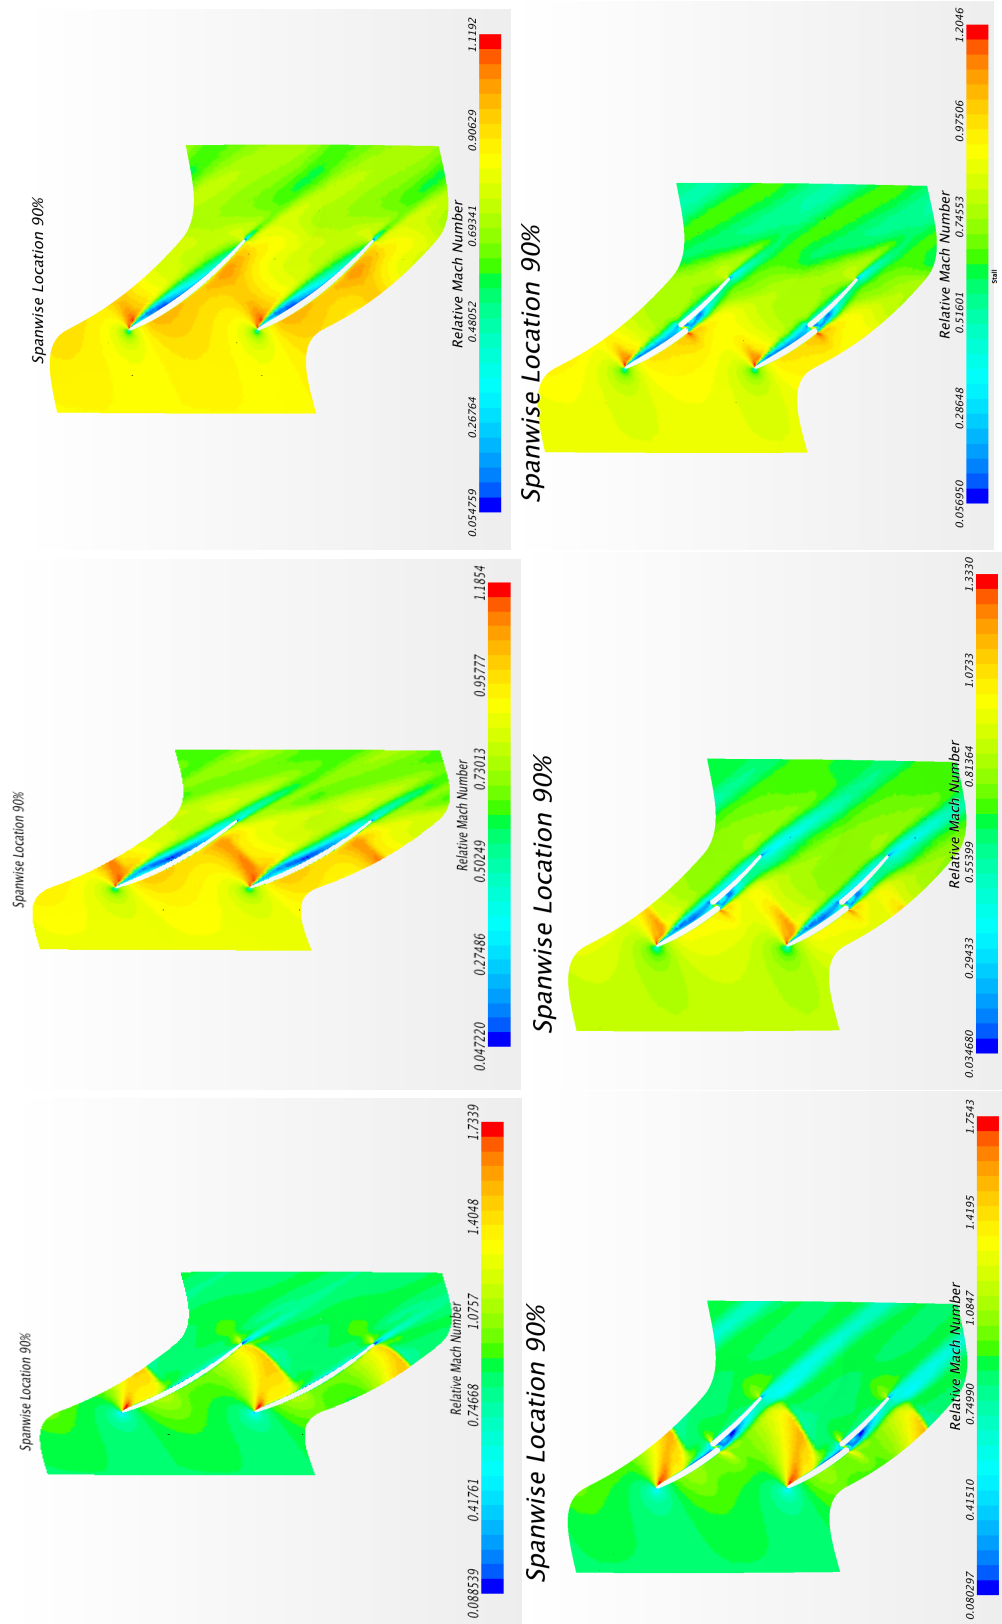 Spanwise Location 90%
Relative Mach Number
0.054759 0.26764 0.48052 0.69341 0.90629 1.1192
Spanwise Location 90%
Relative Mach Number
0.056950 0.28648 0.51601 0.74553 0.97506 1.2046
Stall
Spanwise Location 90%
Relative Mach Number
0.047220 0.27486 0.50249 0.73013 0.95777 1.1854
Spanwise Location 90%
Relative Mach Number
0.034680 0.29433 0.55399 0.81364 1.0733 1.3330
Spanwise Location 90%
Relative Mach Number
0.088539 0.41761 0.74668 1.0757 1.4048 1.7339
Spanwise Location 90%
Relative Mach Number
0.080297 0.41510 0.74990 1.0847 1.4195 1.7543